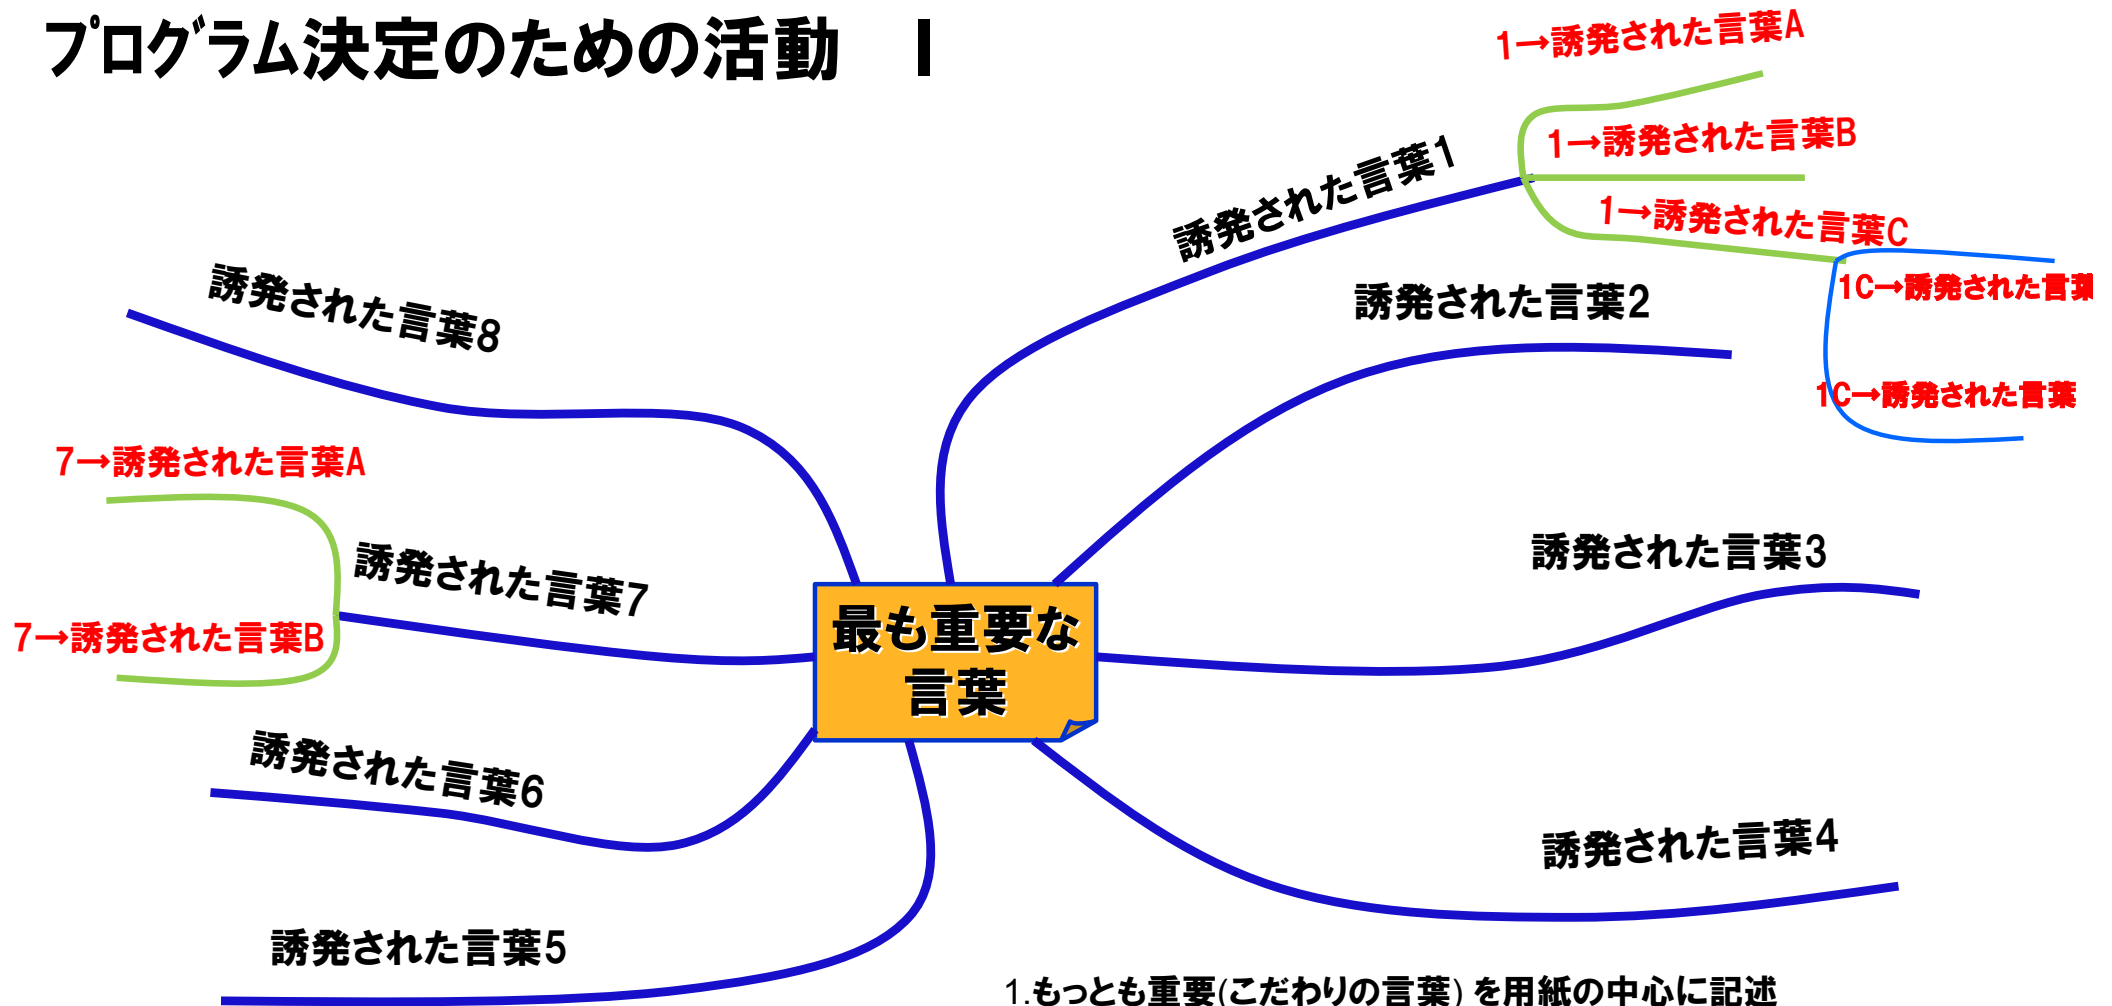 プログラム決定のための活動　I
1→誘発された言葉A
1→誘発された言葉B
誘発された言葉1
1→誘発された言葉C
誘発された言葉2
1C→誘発された言葉
1C→誘発された言葉
誘発された言葉8
7→誘発された言葉A
誘発された言葉7
7→誘発された言葉B
誘発された言葉3
最も重要な
言葉
誘発された言葉6
誘発された言葉4
誘発された言葉5
1.もっとも重要(こだわりの言葉) を用紙の中心に記述